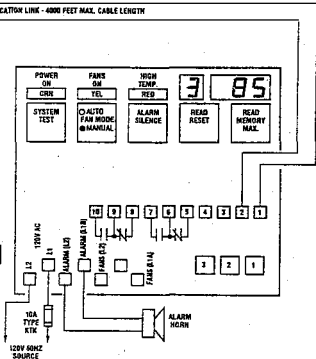 CATION LINK - 4000 FEET MAX. CABLE LENGTH
POWER ON
FANS ON
HIGH TEMP.
3
85
GRN
YEL
RED
SYSTEM TEST
AUTO FAN MODE MANUAL
ALARM SILENCE
READ RESET
READ MEMORY MAX.
10 9 8 7 6 5 4 3 2 1
120V AC
L2
L1
ALARM (L2)
ALARM (L1B)
FANS (L2)
FANS (L1A)
3 2 1
10A TYPE KTK
ALARM HORN
120V 60HZ SOURCE